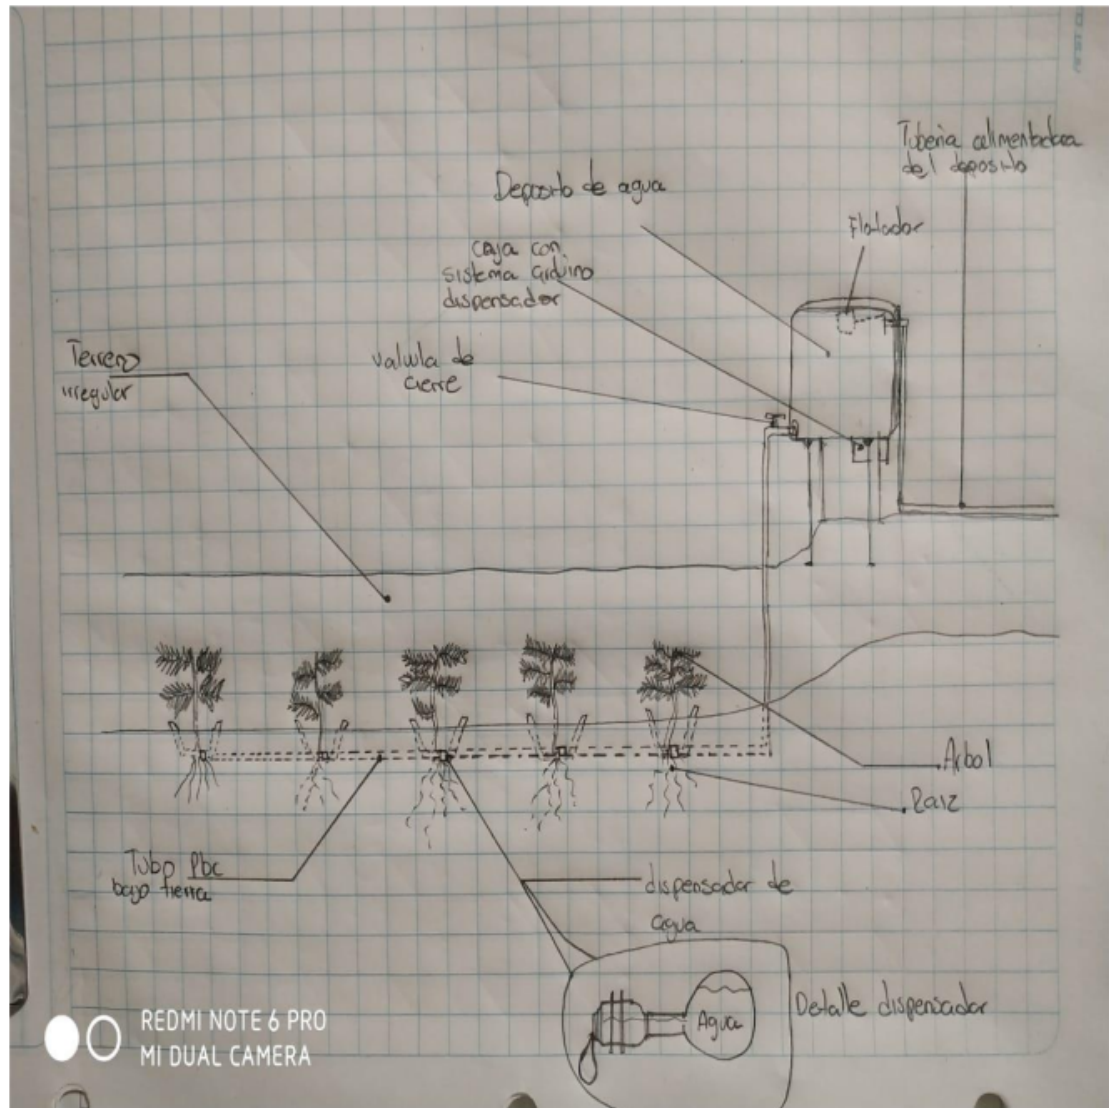 Tuberia alimentadora
del deposito
Deposito de agua
Flotador
caja con
sistema arduino
dispensador
Terreno
irregular
valvula de
cierre
Arbol
Raiz
Tubo Pbc
bajo tierra
dispensador de
agua
Agua
Detalle dispensador
REDMI NOTE 6 PRO
MI DUAL CAMERA